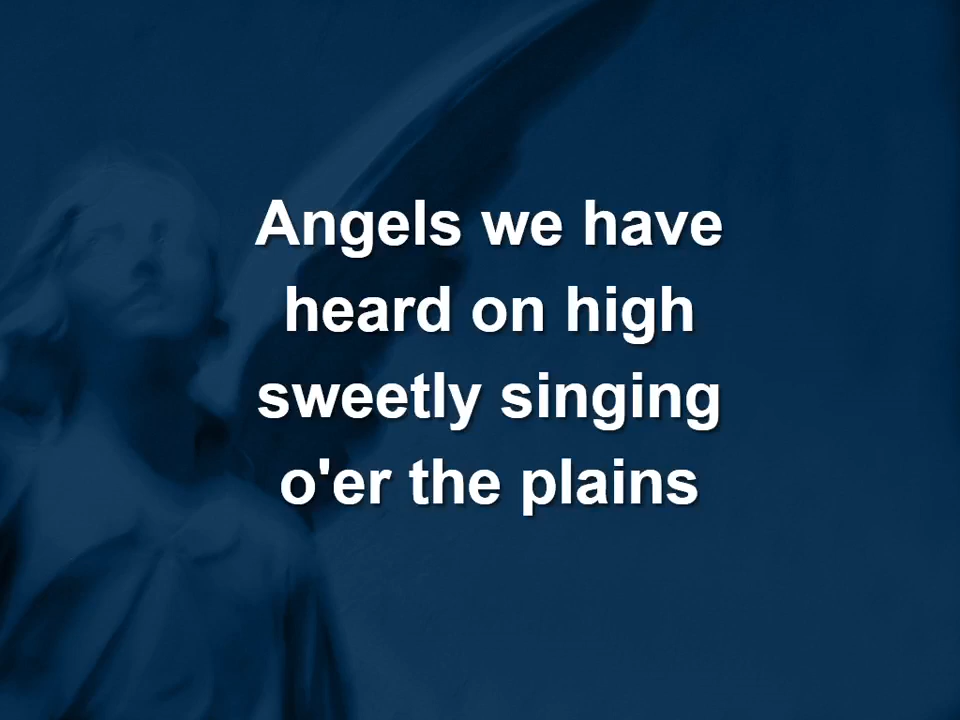 Angels we have
heard on high
sweetly singing
o'er the plains